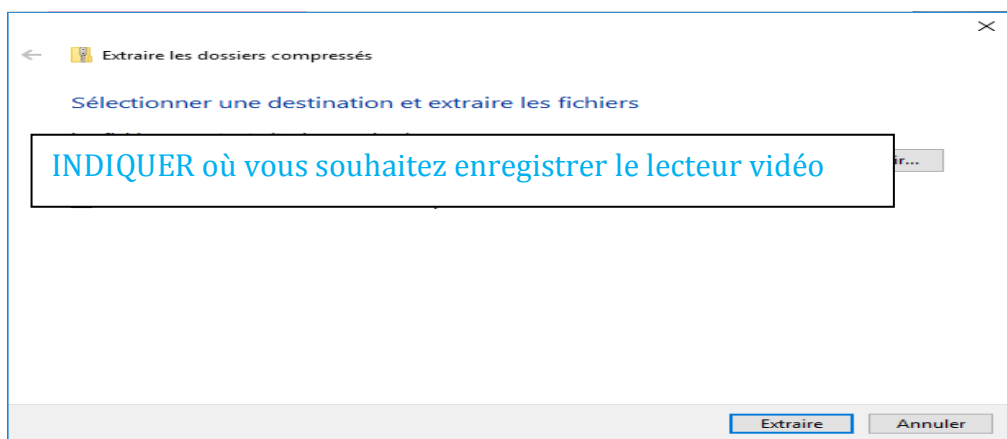 Extraire les dossiers compressés
Sélectionner une destination et extraire les fichiers
INDIQUER où vous souhaitez enregistrer le lecteur vidéo
ir...
Extraire Annuler